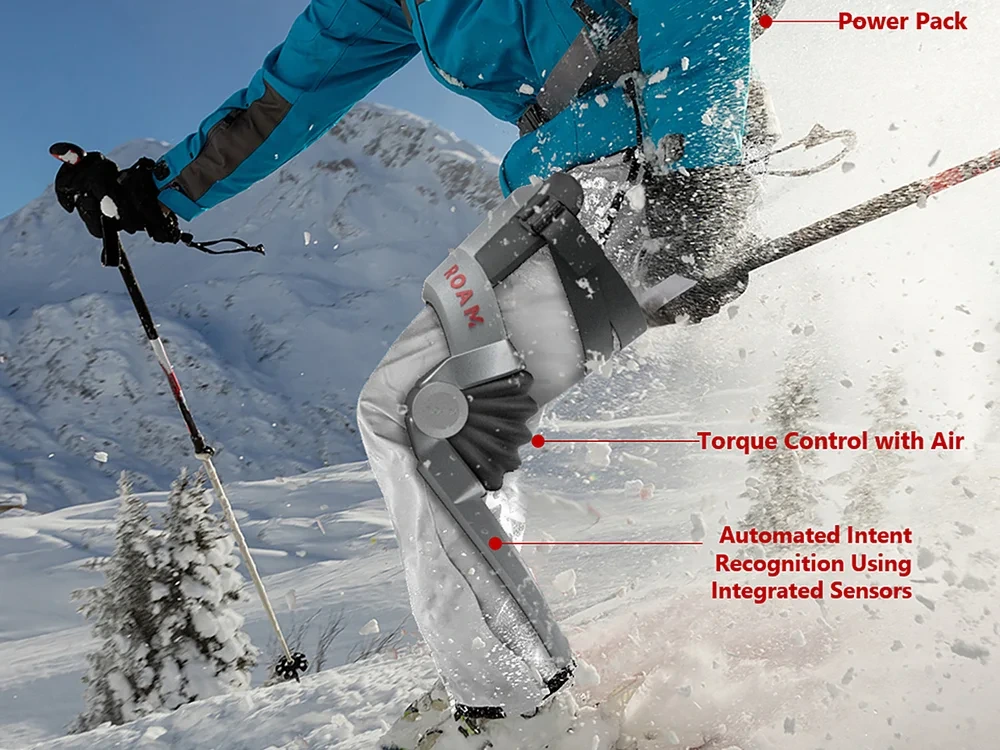 Power Pack
ROAM
Torque Control with Air
Automated Intent
Recognition Using
Integrated Sensors